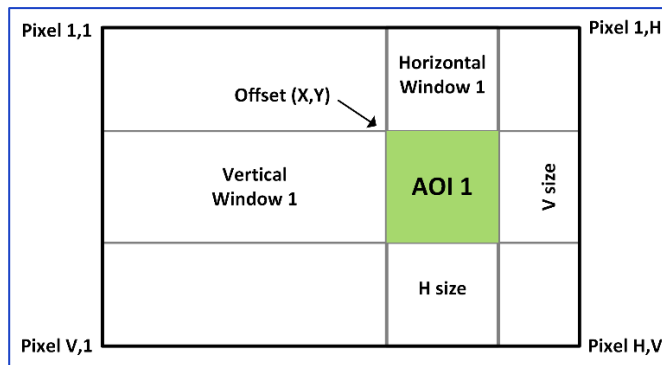 Pixel 1,1
Pixel 1,H
Horizontal
Window 1
Offset (X,Y)
Vertical
Window 1
AOI 1
V size
H size
Pixel V,1
Pixel H,V